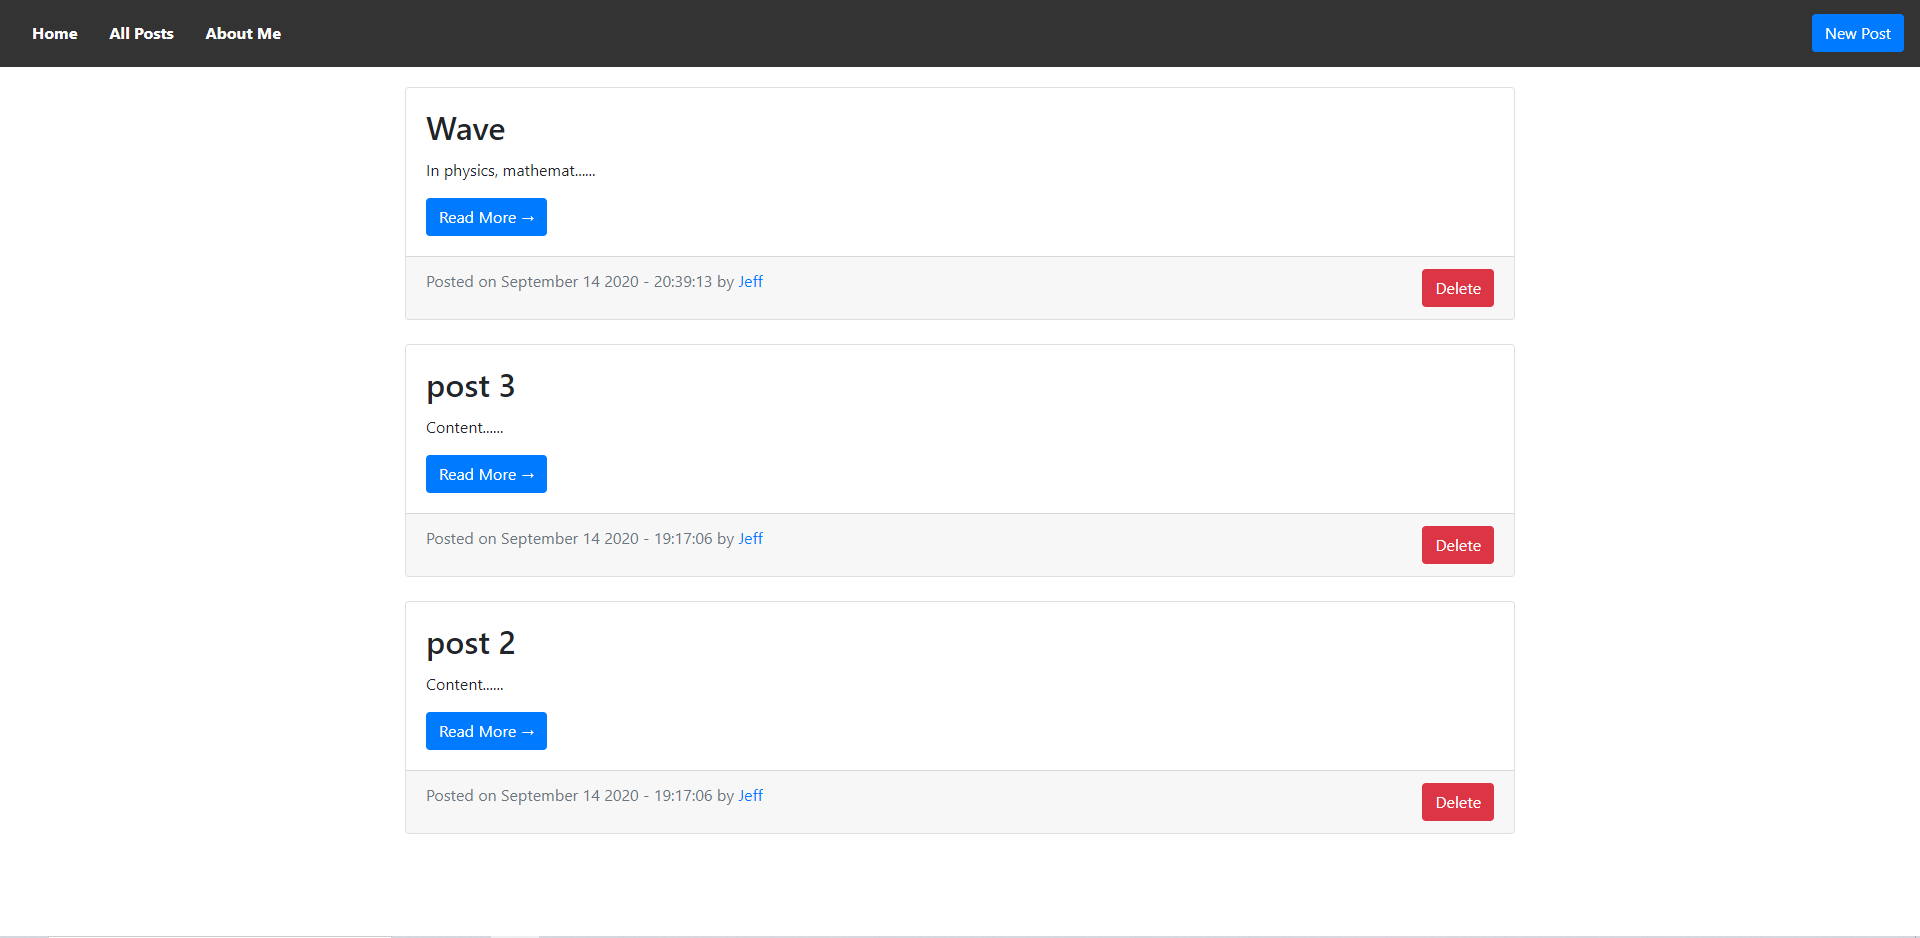 Home All Posts About Me New Post
Wave
In physics, mathemat......
Read More →
Posted on September 14 2020 - 20:39:13 by Jeff Delete
post 3
Content......
Read More →
Posted on September 14 2020 - 19:17:06 by Jeff Delete
post 2
Content......
Read More →
Posted on September 14 2020 - 19:17:06 by Jeff Delete